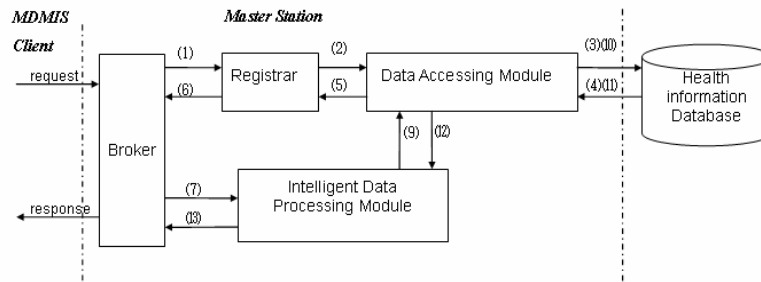 MDMIS
Client
Master Station
request
response
Broker
(1)
(6)
Registrar
(2)
(5)
Data Accessing Module
(3)(10)
(4)(11)
Health
information
Database
(9)
(12)
(7)
(13)
Intelligent Data
Processing Module